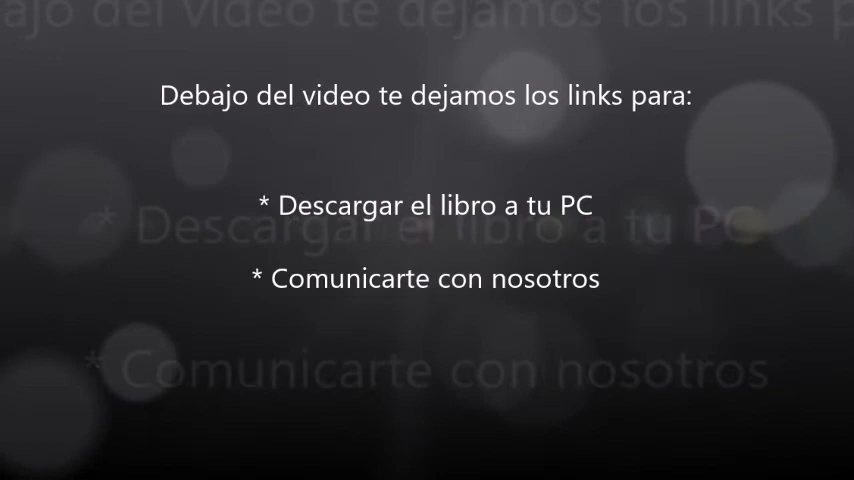 Debajo del video te dejamos los links para:
* Descargar el libro a tu PC
* Comunicarte con nosotros